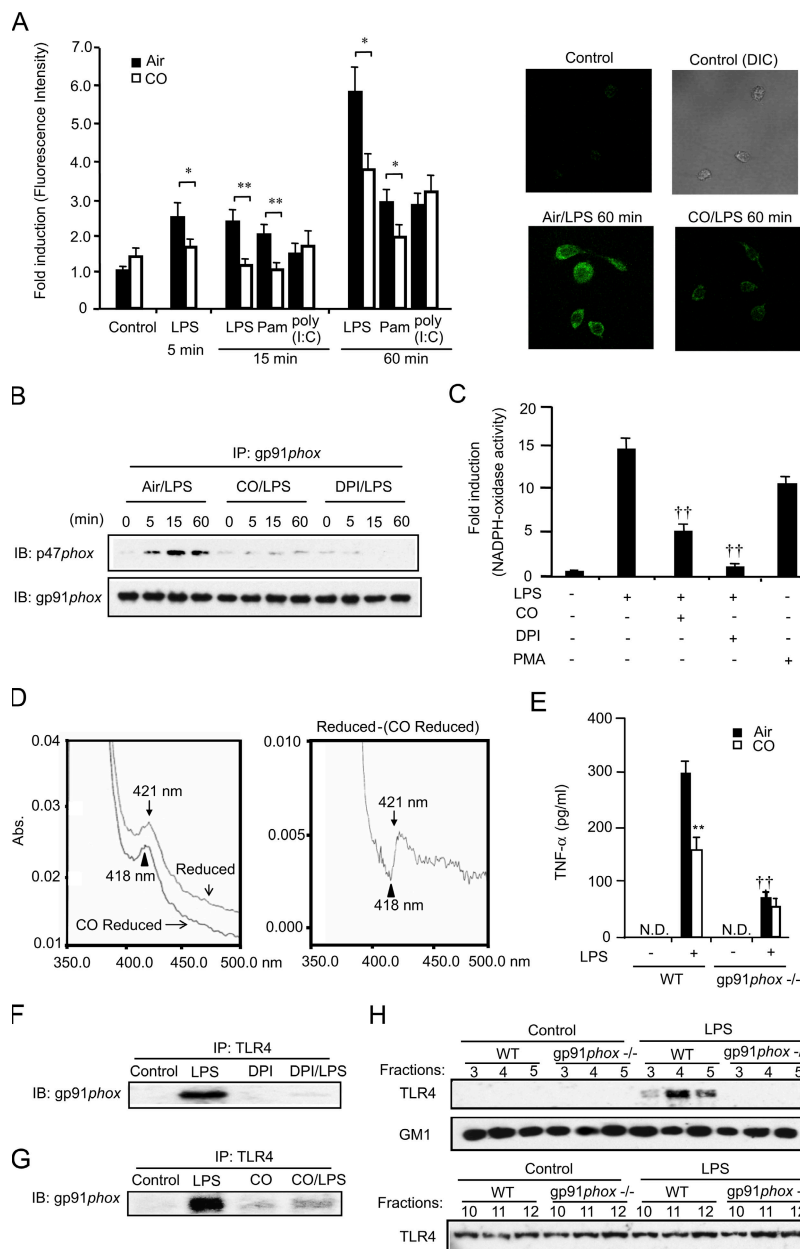 A
7.0
6.0
5.0
4.0
3.0
2.0
1.0
0
Fold induction (Fluorescence Intensity)
Air
CO
*
**
**
*
*
Control
LPS
LPS
Pam
poly
(I:C)
LPS
Pam
poly
(I:C)
5 min
15 min
60 min
Control
Control (DIC)
Air/LPS 60 min
CO/LPS 60 min
B
IP: gp91phox
Air/LPS
CO/LPS
DPI/LPS
(min) 0 5 15 60 0 5 15 60 0 5 15 60
IB: p47phox
IB: gp91phox
C
Fold induction
(NADPH-oxidase activity)
20
15
10
5
0
††
††
LPS - + + + -
CO - - + - -
DPI - - - + -
PMA - - - - +
D
Abs.
0.04
0.03
0.02
0.01
421 nm
418 nm
Reduced
CO Reduced
350.0 400.0 450.0 500.0 nm
Reduced-(CO Reduced)
0.010
0.005
0.000
421 nm
418 nm
350.0 400.0 450.0 500.0 nm
E
TNF-α (pg/ml)
400
300
200
100
0
Air
CO
**
††
N.D.
N.D.
LPS - + - +
WT
gp91phox -/-
F
IP: TLR4
Control LPS DPI DPI/LPS
IB: gp91phox
G
IP: TLR4
Control LPS CO CO/LPS
IB: gp91phox
H
Control
LPS
WT
gp91phox -/-
WT
gp91phox -/
Fractions: 3 4 5 3 4 5 3 4 5 3 4 5
TLR4
GM1
Control
LPS
WT
gp91phox -/-
WT
gp91phox -
Fractions: 10 11 12 10 11 12 10 11 12 10 11 12
TLR4